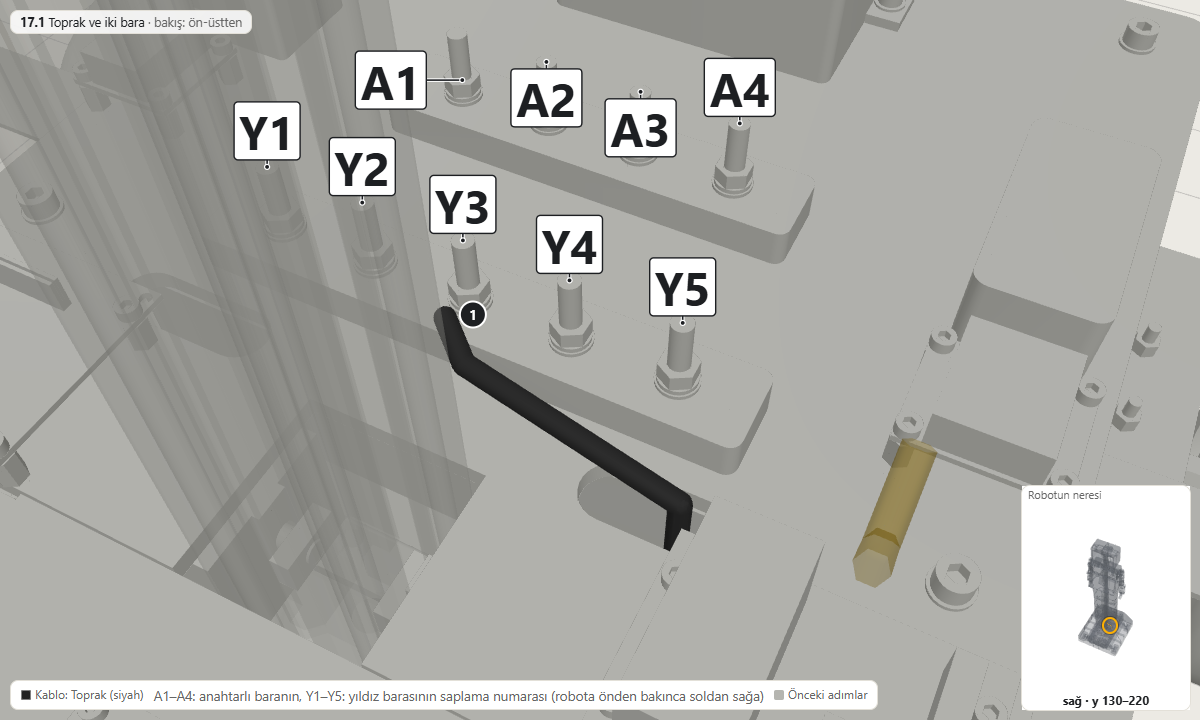 17.1 Toprak ve iki bara · bakış: ön-üstten
A1
A2
A3
A4
Y1
Y2
Y3
Y4
Y5
1
Robotun neresi
sağ · y 130–220
Kablo: Toprak (siyah) A1–A4: anahtarlı baranın, Y1–Y5: yıldız barasının saplama numarası (robota önden bakınca soldan sağa) Önceki adımlar